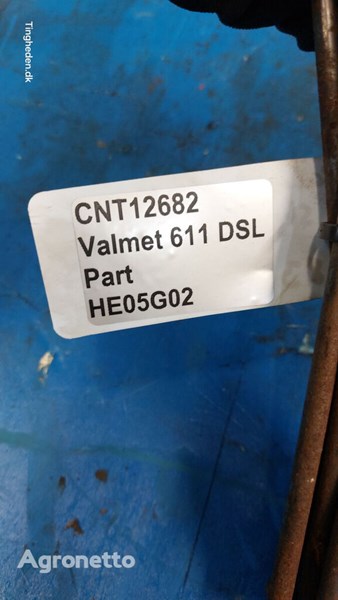 Tingheden.dk
CNT12682
Valmet 611 DSL
Part
HE05G02
Agronetto